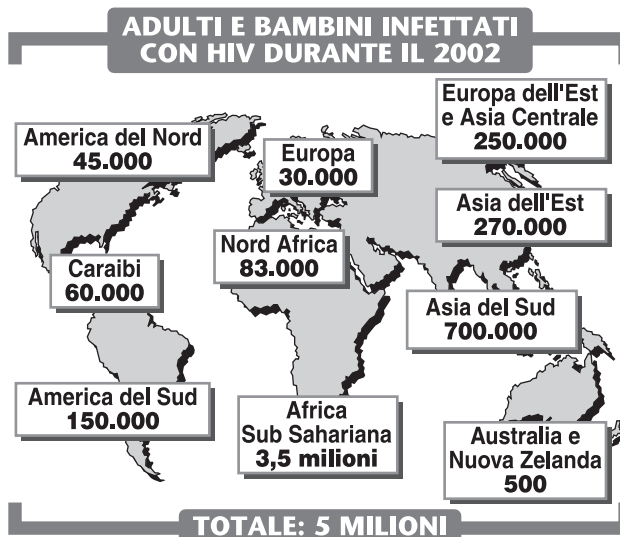 ADULTI E BAMBINI INFETTATI
CON HIV DURANTE IL 2002
America del Nord
45.000
Europa
30.000
Europa dell'Est
e Asia Centrale
250.000
Asia dell'Est
270.000
Nord Africa
83.000
Caraibi
60.000
Asia del Sud
700.000
America del Sud
150.000
Africa
Sub Sahariana
3,5 milioni
Australia e
Nuova Zelanda
500
TOTALE: 5 MILIONI